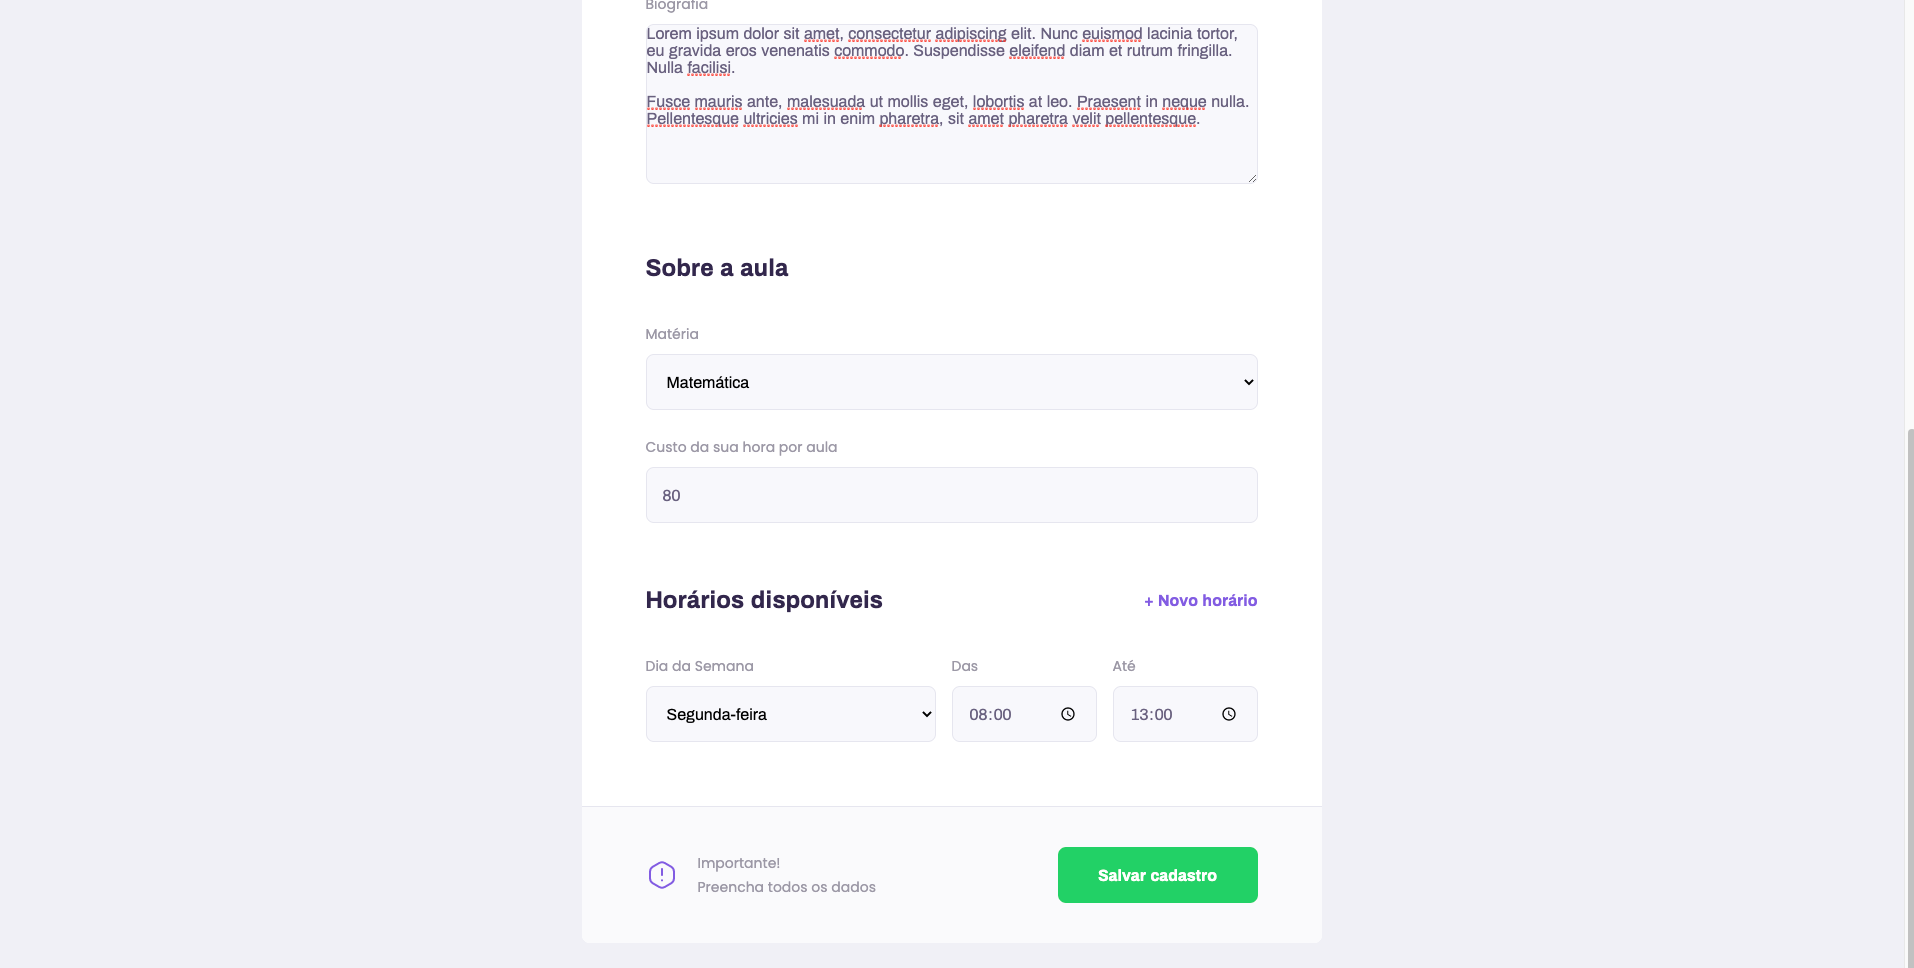 Biografia
Lorem ipsum dolor sit amet, consectetur adipiscing elit. Nunc euismod lacinia tortor,
eu gravida eros venenatis commodo. Suspendisse eleifend diam et rutrum fringilla.
Nulla facilisi.
Fusce mauris ante, malesuada ut mollis eget, lobortis at leo. Praesent in neque nulla.
Pellentesque ultricies mi in enim pharetra, sit amet pharetra velit pellentesque.
Sobre a aula
Matéria
Matemática
Custo da sua hora por aula
80
Horários disponíveis
+ Novo horário
Dia da Semana
Das
Até
Segunda-feira
08:00
13:00
Importante!
Preencha todos os dados
Salvar cadastro